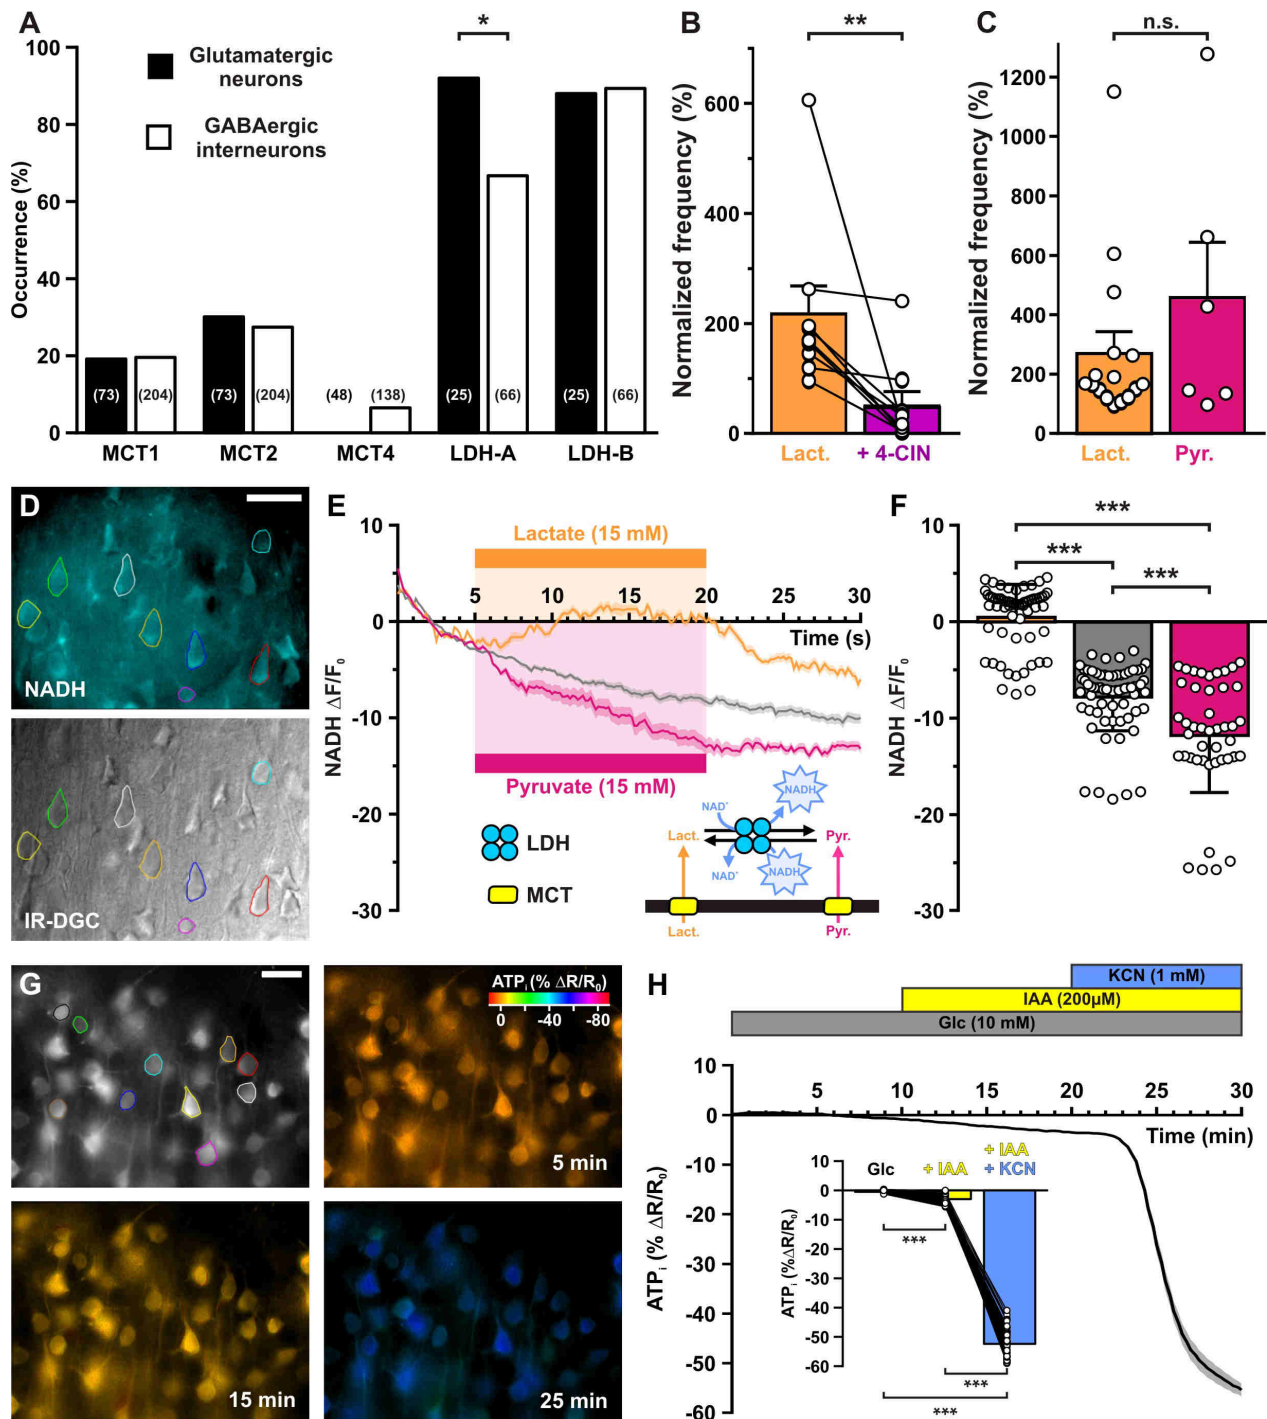 A
*
100
80
60
40
20
0
Occurrence (%)
Glutamatergic
neurons
GABAergic
interneurons
(73)
(204)
(73)
(204)
(48)
(138)
(25)
(66)
(25)
(66)
MCT1
MCT2
MCT4
LDH-A
LDH-B
B
**
Normalized frequency (%)
600
400
200
0
Lact.
+ 4-CIN
C
n.s.
Normalized frequency (%)
1200
1000
800
600
400
200
0
Lact.
Pyr.
D
NADH
IR-DGC
E
NADH ΔF/F0
10
0
-10
-20
-30
Lactate (15 mM)
5
10
15
20
25
30
Time (s)
Pyruvate (15 mM)
LDH
MCT
NAD+
NADH
Lact.
Pyr.
NAD+
NADH
Lact.
Pyr.
F
***
***
***
NADH ΔF/F0
10
0
-10
-20
-30
G
ATPi (% ΔR/R0)
0
-40
-80
5 min
15 min
25 min
H
KCN (1 mM)
IAA (200µM)
Glc (10 mM)
ATPi (% ΔR/R0)
10
0
-10
-20
-30
-40
-50
-60
5
10
15
20
25
30
Time (min)
+ IAA
Glc
+ IAA
+ KCN
ATPi (%ΔR/R0)
10
0
-10
-20
-30
-40
-50
-60
***
***
***